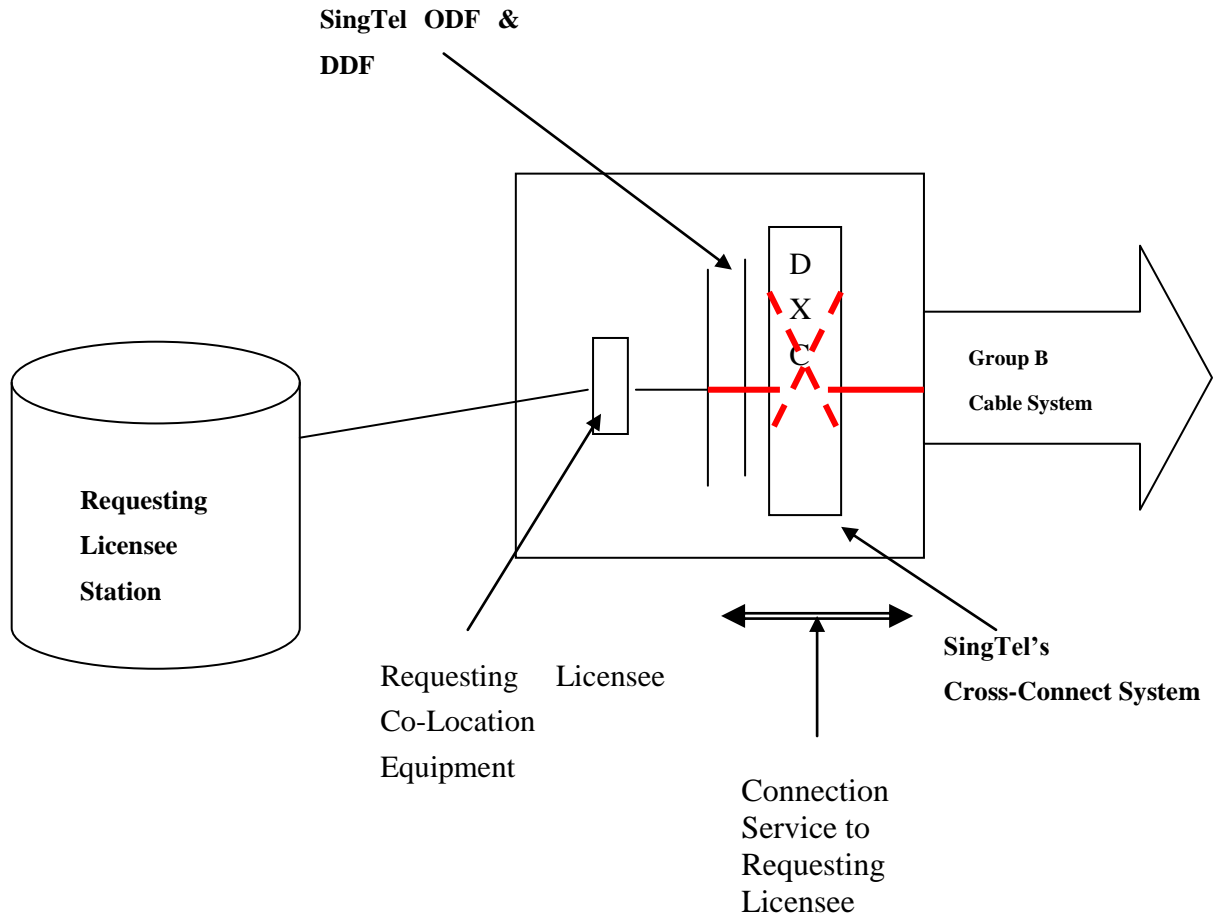 SingTel ODF &
DDF
D
X
C
Group B
Cable System
Requesting
Licensee
Station
SingTel’s
Cross-Connect System
Requesting Licensee
Co-Location
Equipment
Connection
Service to
Requesting
Licensee